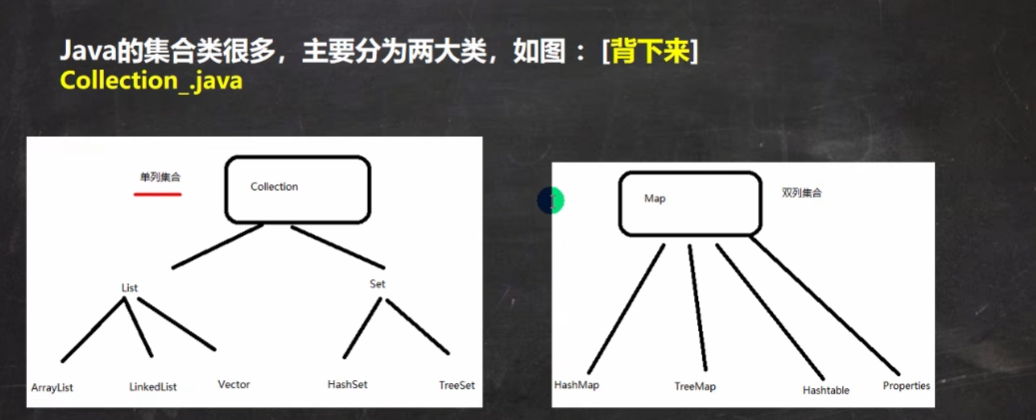 Java的集合类很多，主要分为两大类，如图：[背下来]
Collection_.java
单列集合
Collection
List
Set
ArrayList
LinkedList
Vector
HashSet
TreeSet
Map
双列集合
HashMap
TreeMap
Hashtable
Properties